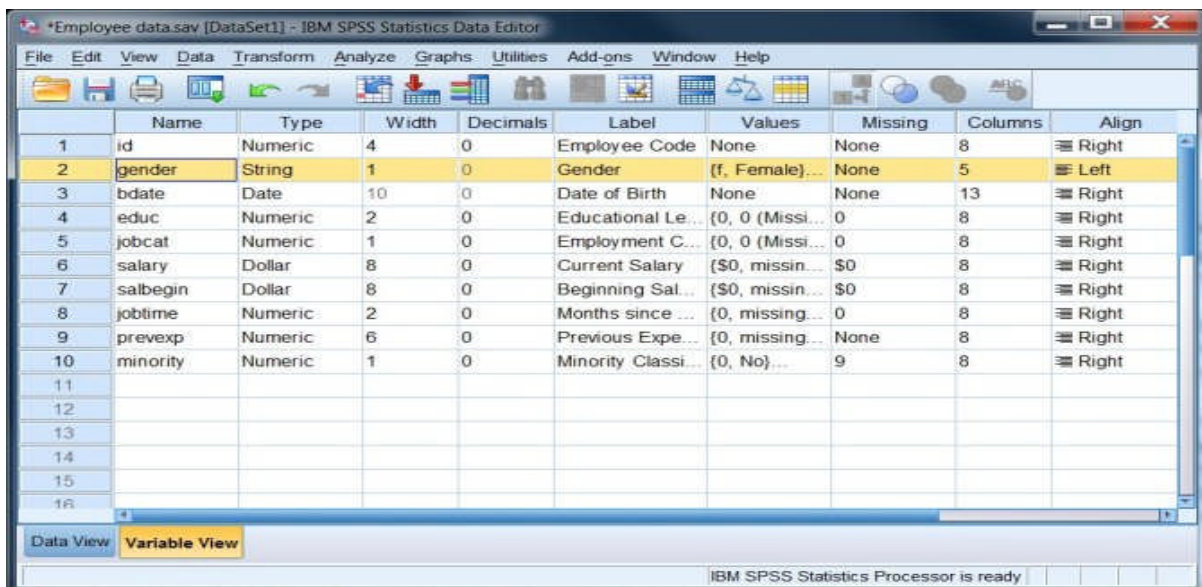 *Employee data.sav [DataSet1] - IBM SPSS Statistics Data Editor
File Edit View Data Transform Analyze Graphs Utilities Add-ons Window Help
Name Type Width Decimals Label Values Missing Columns Align
1 id Numeric 4 0 Employee Code None None 8 Right
2 gender String 1 0 Gender {f, Female}... None 5 Left
3 bdate Date 10 0 Date of Birth None None 13 Right
4 educ Numeric 2 0 Educational Le... {0, 0 (Missi... 0 8 Right
5 jobcat Numeric 1 0 Employment C... {0, 0 (Missi... 0 8 Right
6 salary Dollar 8 0 Current Salary {$0, missin... $0 8 Right
7 salbegin Dollar 8 0 Beginning Sal... {$0, missin... $0 8 Right
8 jobtime Numeric 2 0 Months since ... {0, missing... 0 8 Right
9 prevexp Numeric 6 0 Previous Expe... {0, missing... None 8 Right
10 minority Numeric 1 0 Minority Classi... {0, No}... 9 8 Right
11
12
13
14
15
16
Data View Variable View
IBM SPSS Statistics Processor is ready